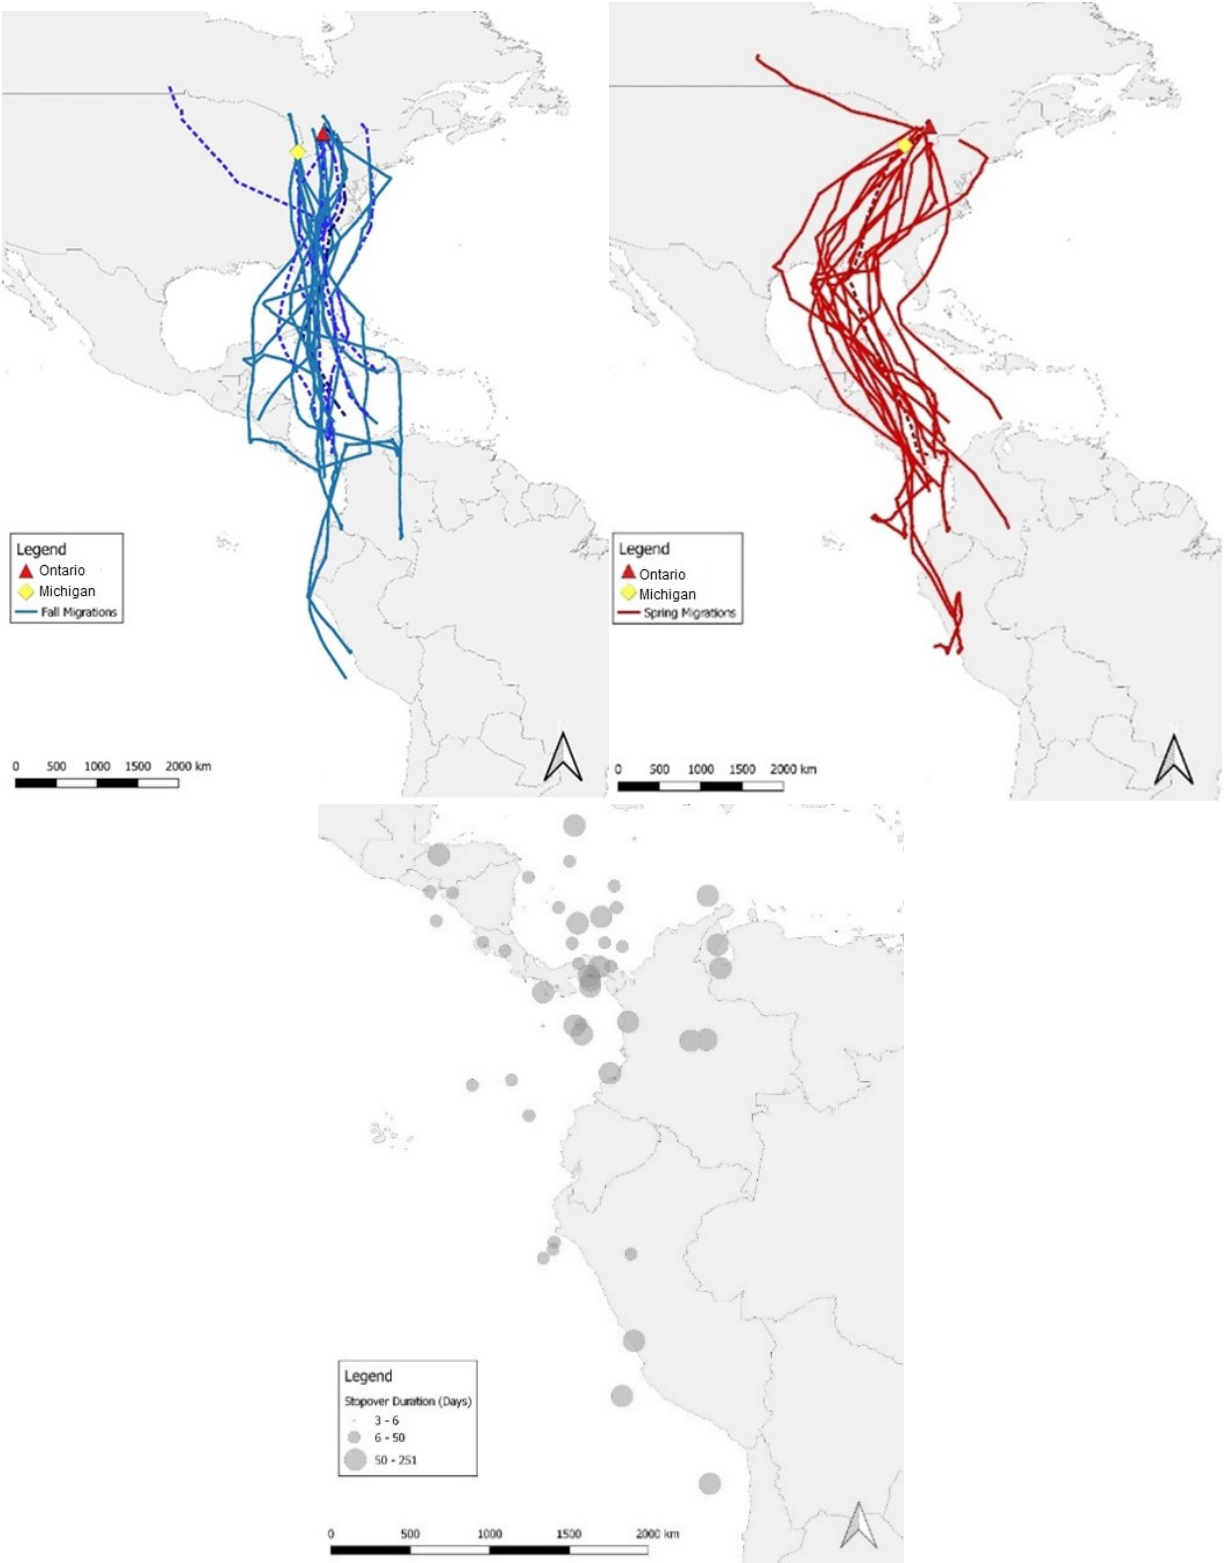 Legend
Ontario
Michigan
Fall Migrations
0 500 1000 1500 2000 km
Legend
Ontario
Michigan
Spring Migrations
0 500 1000 1500 2000 km
Legend
Stopover Duration (Days)
3 - 6
6 - 50
50 - 251
0 500 1000 1500 2000 km